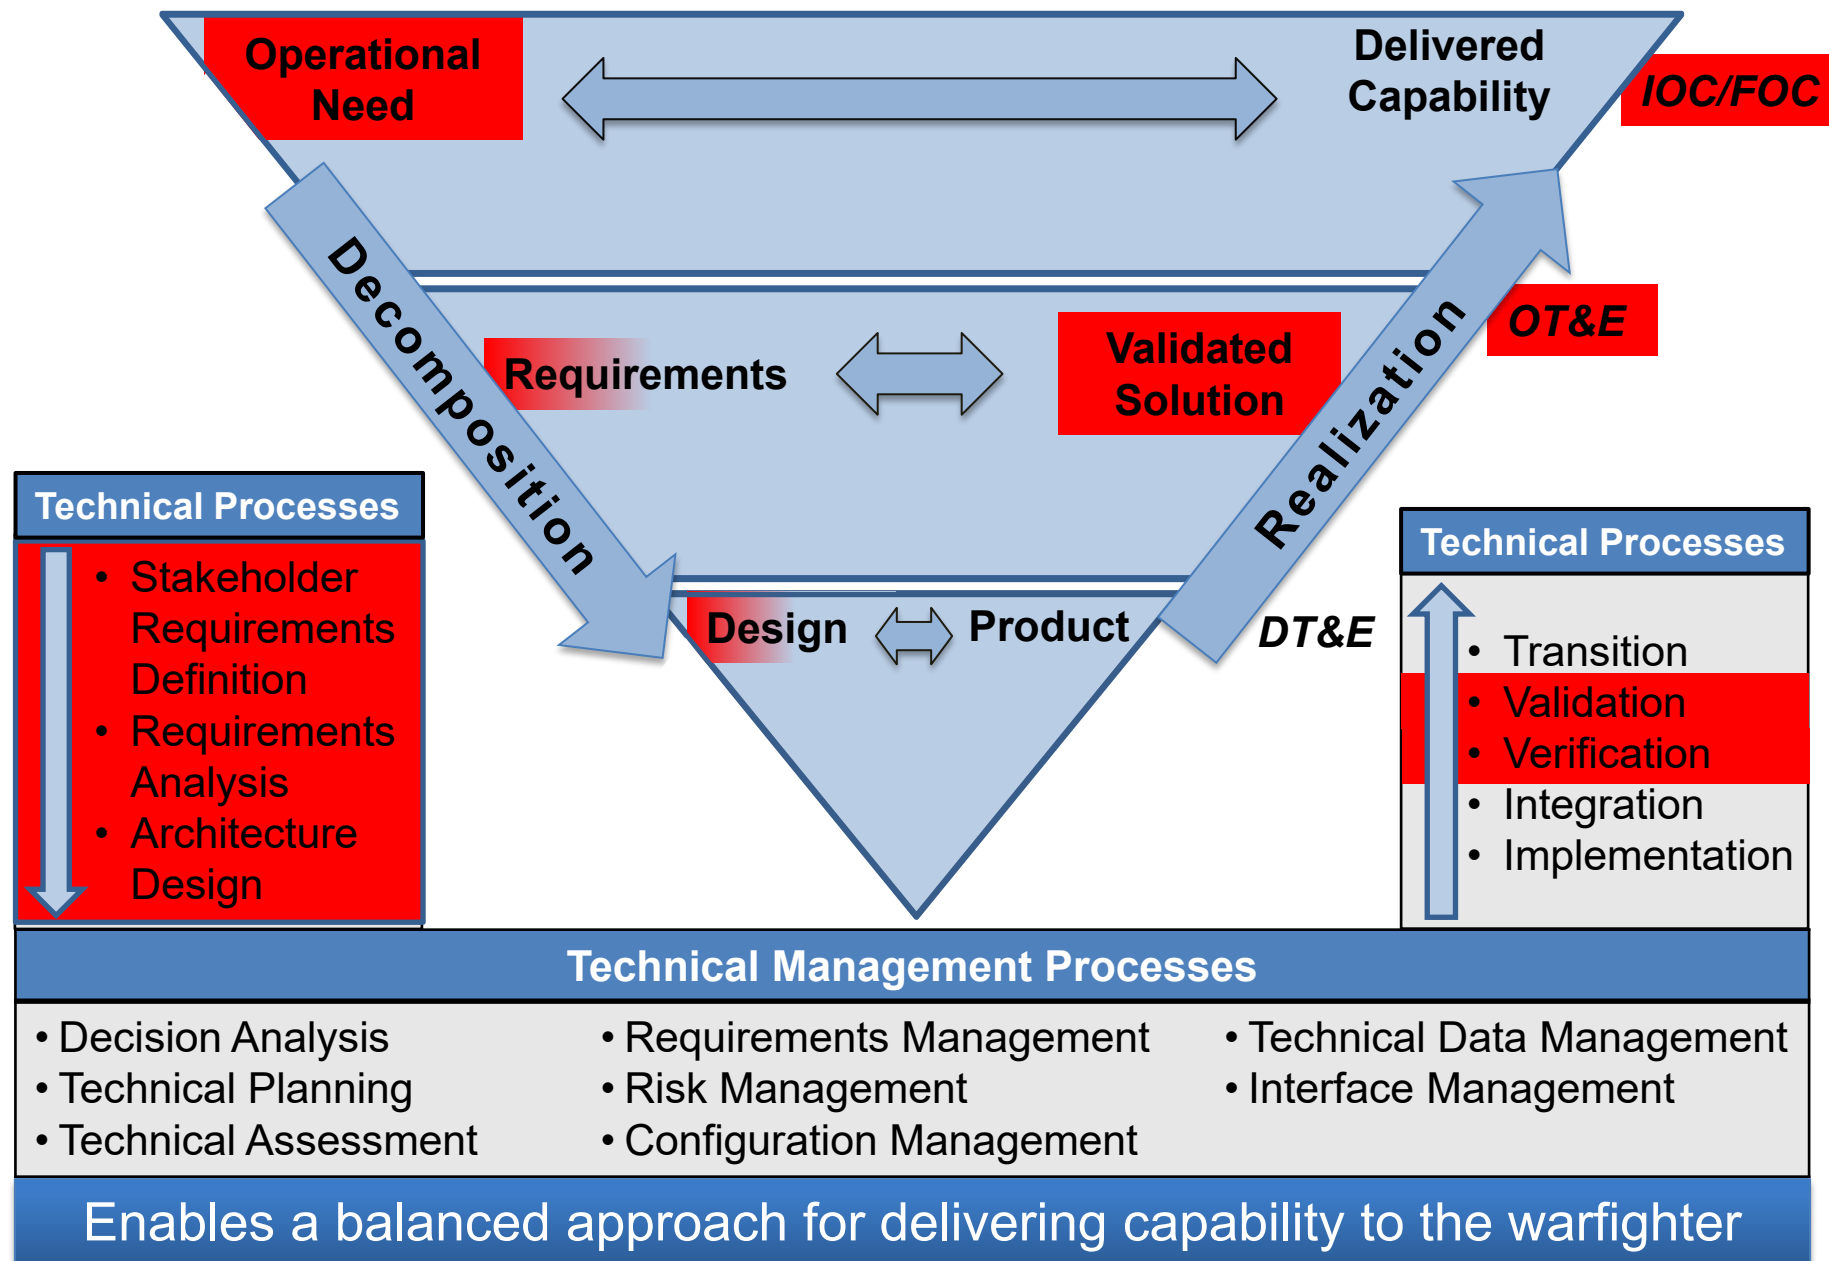 Operational
Need
Delivered
Capability
IOC/FOC
Decomposition
Realization
OT&E
Requirements
Validated
Solution
Design
Product
DT&E
Technical Processes
• Stakeholder
Requirements
Definition
• Requirements
Analysis
• Architecture
Design
Technical Processes
• Transition
• Validation
• Verification
• Integration
• Implementation
Technical Management Processes
• Decision Analysis
• Technical Planning
• Technical Assessment
• Requirements Management
• Risk Management
• Configuration Management
• Technical Data Management
• Interface Management
Enables a balanced approach for delivering capability to the warfighter